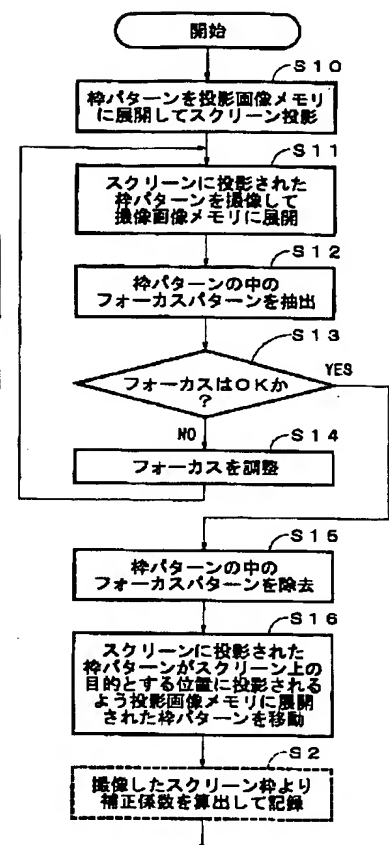 開始
S10
枠パターンを投影画像メモリ
に展開してスクリーン投影
S11
スクリーンに投影された
枠パターンを撮像して
撮像画像メモリに展開
S12
枠パターンの中の
フォーカスパターンを抽出
S13
フォーカスはOKか
?
YES
NO
S14
フォーカスを調整
S15
枠パターンの中の
フォーカスパターンを除去
S16
スクリーンに投影された
枠パターンがスクリーン上の
目的とする位置に投影される
よう投影画像メモリに展開
された枠パターンを移動
S2
撮像したスクリーン枠より
補正係数を算出して記録